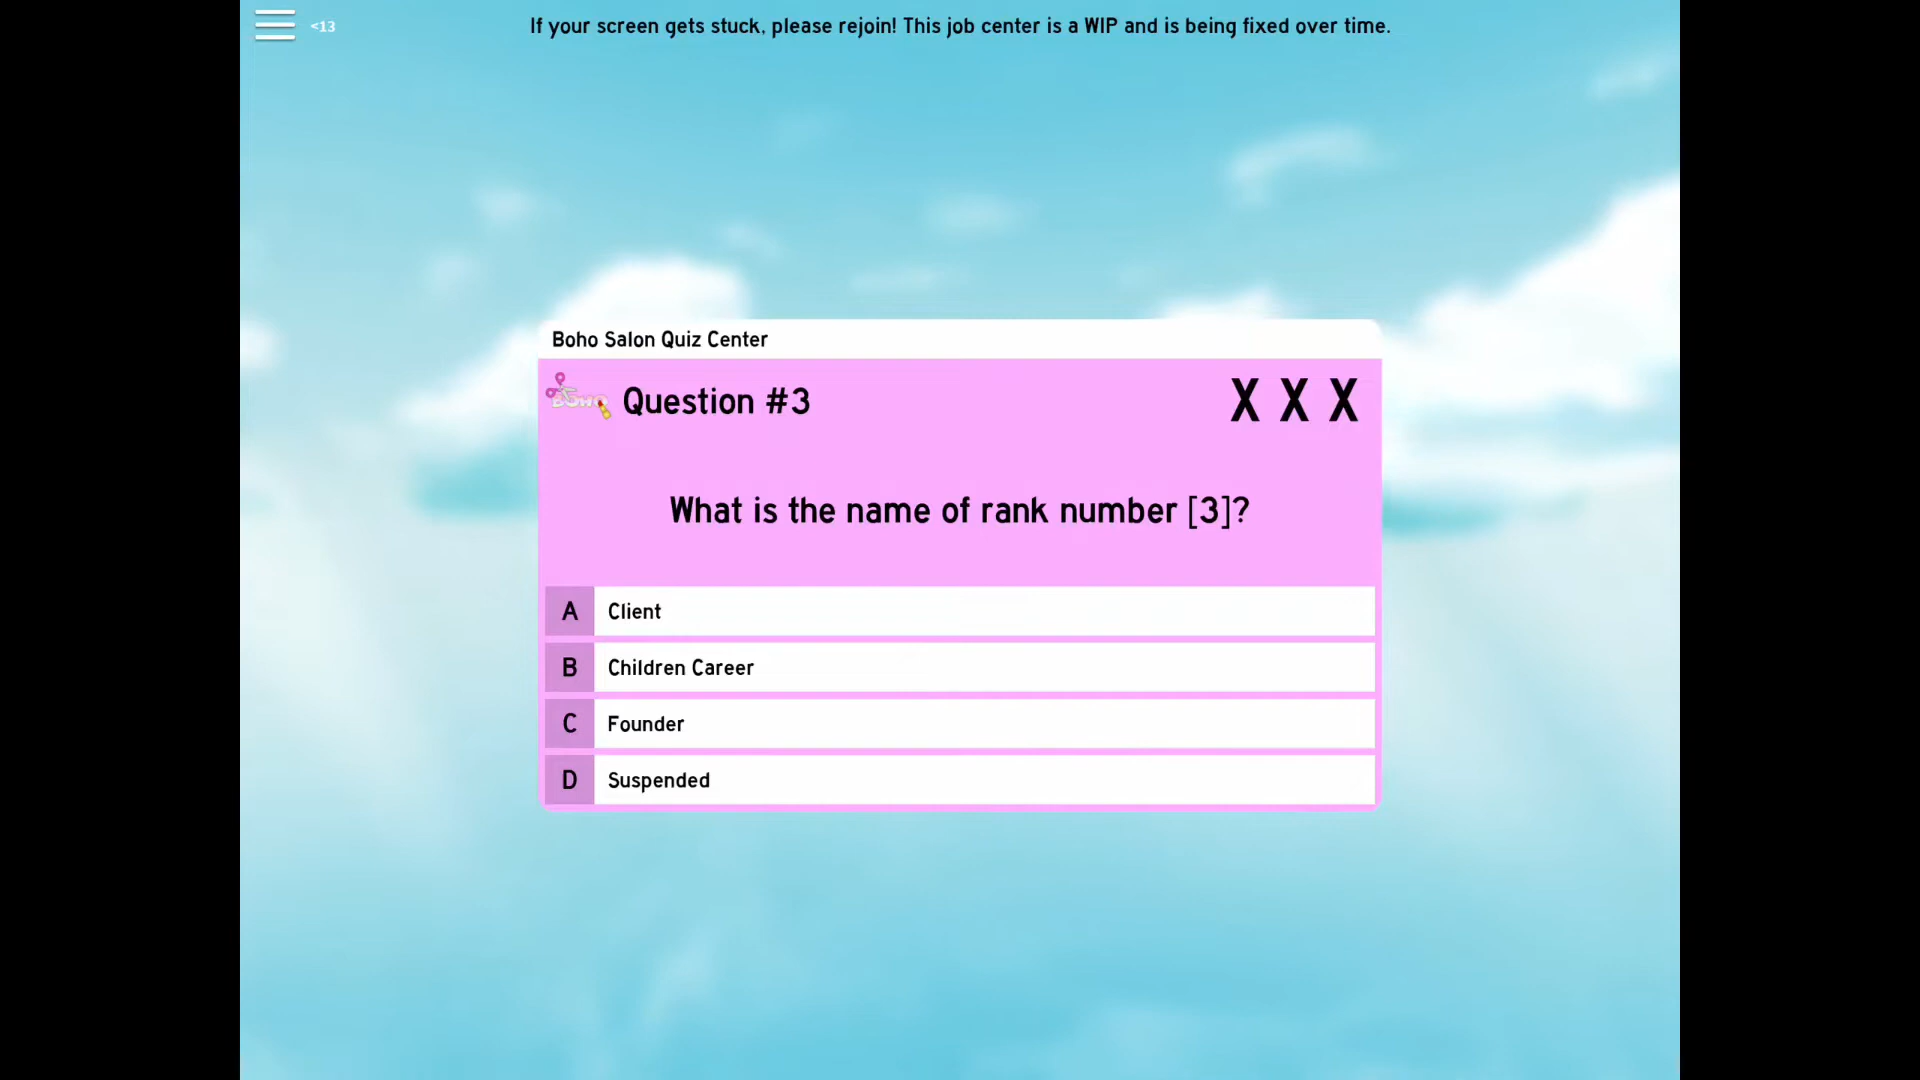 <13
If your screen gets stuck, please rejoin! This job center is a WIP and is being fixed over time.
Boho Salon Quiz Center
BOHO
Question #3
X X X
What is the name of rank number [3]?
A Client
B Children Career
C Founder
D Suspended